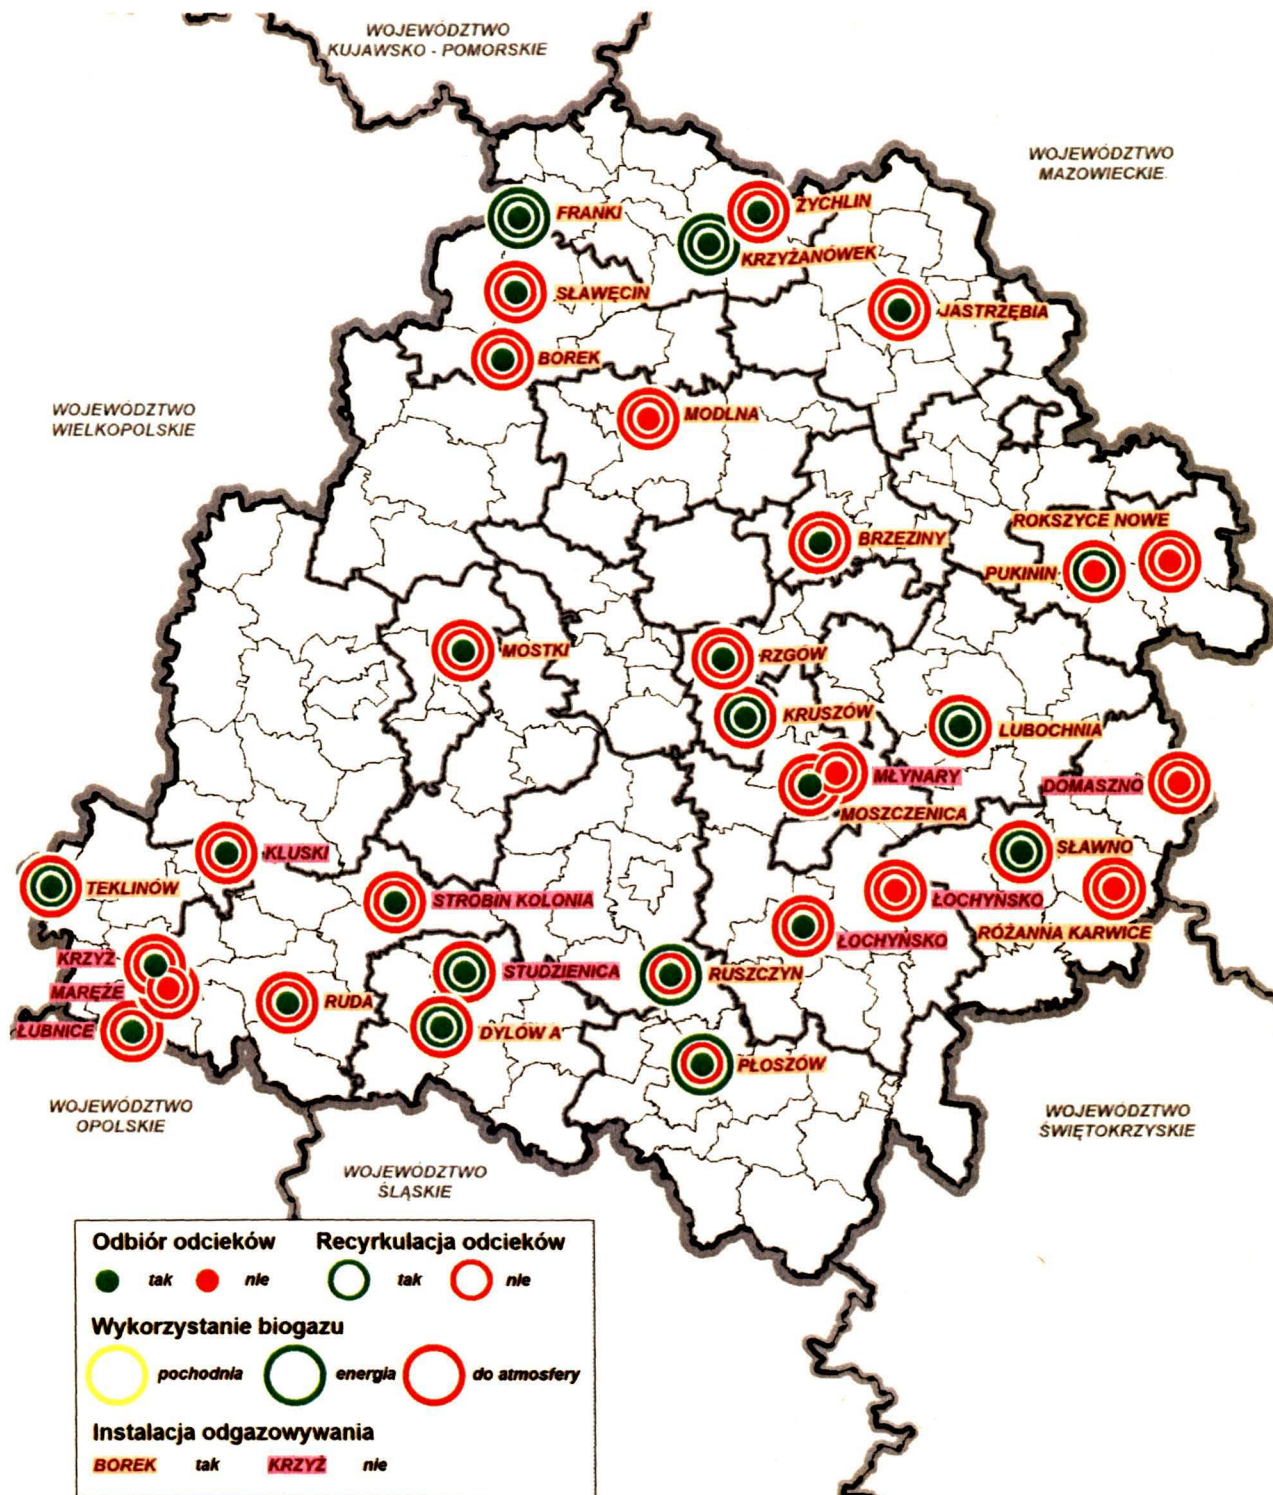 WOJEWÓDZTWO
KUJAWSKO - POMORSKIE
WOJEWÓDZTWO
MAZOWIECKIE
ŻYCHLIN
FRANKI
KRZYŻANÓWEK
SŁAWĘCIN
JASTRZĘBIA
BOREK
WOJEWÓDZTWO
WIELKOPOLSKIE
MODLNA
ROKSZYCE NOWE
BRZEZINY
PUKININ
MOSTKI
RZGÓW
KRUSZÓW
LUBOCHNIA
MŁYNARY
DOMASZNO
MOSZCZENICA
KLUSKI
SŁAWNO
TEKLINÓW
STROBIN KOLONIA
ŁOCHYŃSKO
RÓŻANNA KARWICE
ŁOCHYŃSKO
KRZYŻ
STUDZIENICA
RUSZCZYN
MARĘŻE
RUDA
ŁUBNICE
DYLÓW A
PŁOSZÓW
WOJEWÓDZTWO
OPOLSKIE
WOJEWÓDZTWO
ŚWIĘTOKRZYSKIE
WOJEWÓDZTWO
ŚLĄSKIE
Odbiór odcieków Recyrkulacja odcieków
tak nie tak nie
Wykorzystanie biogazu
pochodnia energia do atmosfery
Instalacja odgazowywania
BOREK tak KRZYŻ nie